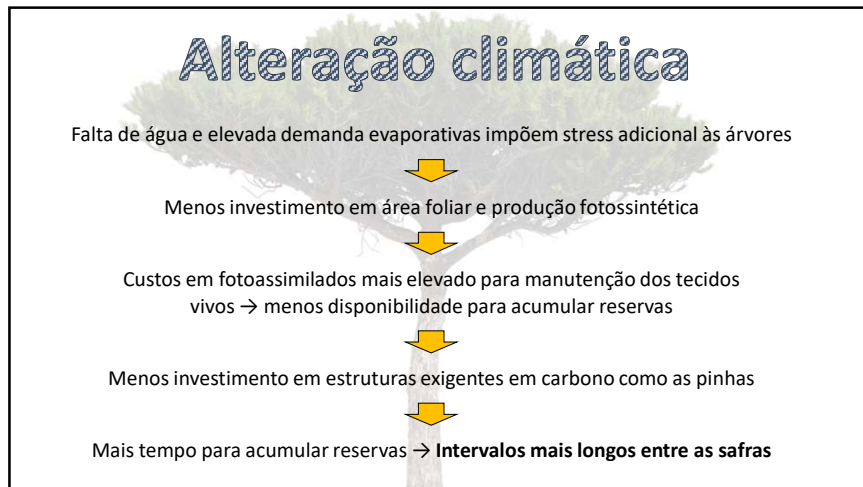 Alteração climática
Falta de água e elevada demanda evaporativas impõem stress adicional às árvores
Menos investimento em área foliar e produção fotossintética
Custos em fotoassimilados mais elevado para manutenção dos tecidos
vivos → menos disponibilidade para acumular reservas
Menos investimento em estruturas exigentes em carbono como as pinhas
Mais tempo para acumular reservas → Intervalos mais longos entre as safras